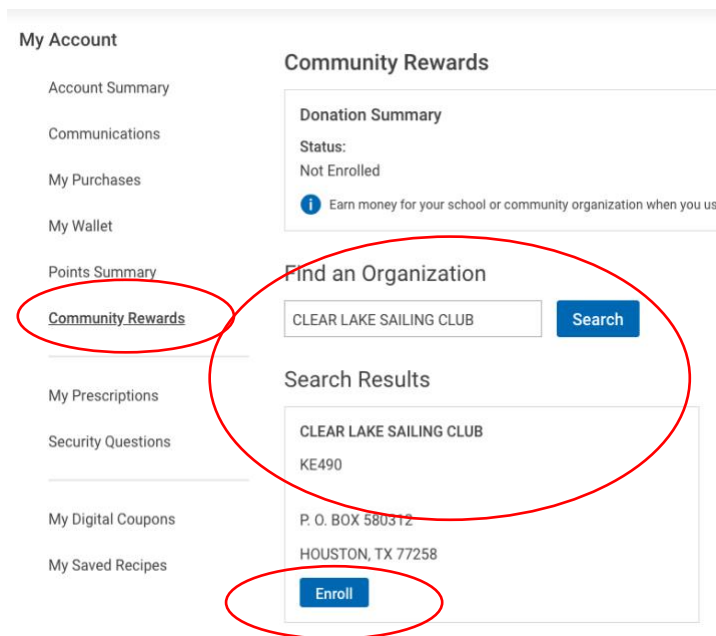 My Account
Account Summary
Communications
My Purchases
My Wallet
Points Summary
Community Rewards
My Prescriptions
Security Questions
My Digital Coupons
My Saved Recipes
Community Rewards
Donation Summary
Status:
Not Enrolled
Earn money for your school or community organization when you us
Find an Organization
CLEAR LAKE SAILING CLUB
Search
Search Results
CLEAR LAKE SAILING CLUB
KE490
P. O. BOX 580312
HOUSTON, TX 77258
Enroll